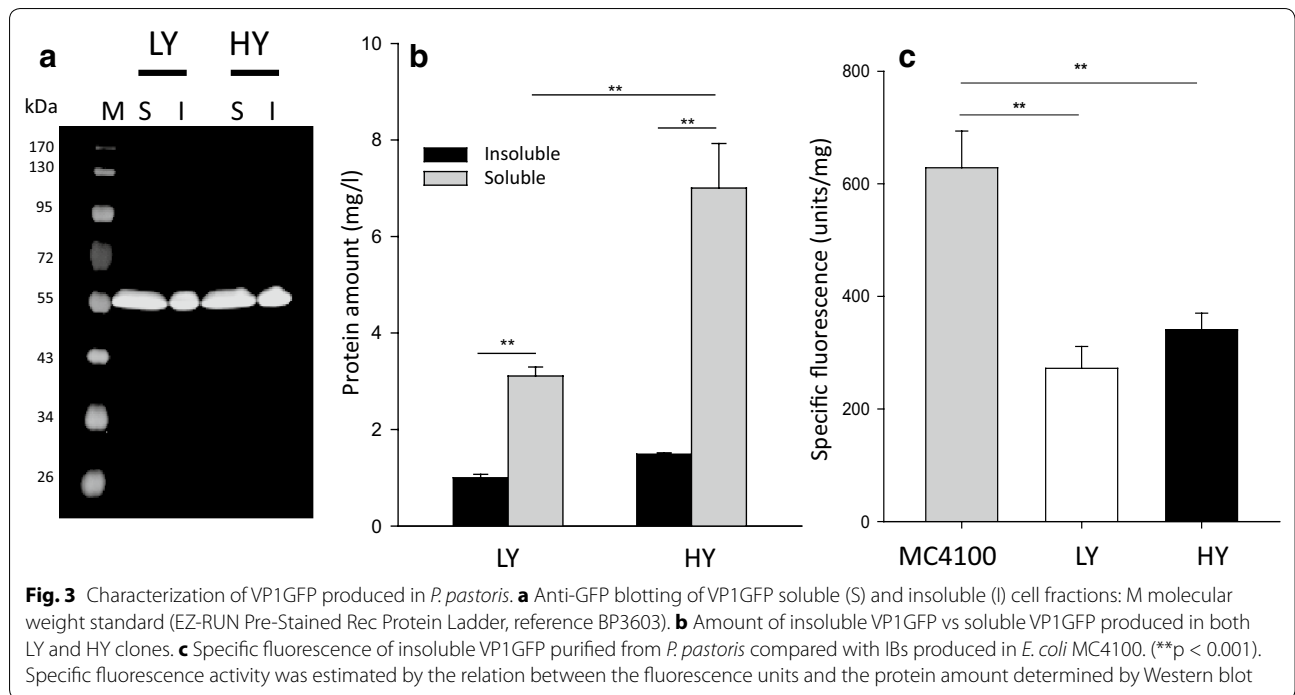 a
LY HY
kDa M S I S I
170
130
95
72
55
43
34
26
b
Protein amount (mg/l)
10
8
6
4
2
0
Insoluble
Soluble
**
**
**
LY HY
c
Specific fluorescence (units/mg)
800
600
400
200
0
**
**
MC4100 LY HY
Fig. 3 Characterization of VP1GFP produced in P. pastoris. a Anti-GFP blotting of VP1GFP soluble (S) and insoluble (I) cell fractions: M molecular
weight standard (EZ-RUN Pre-Stained Rec Protein Ladder, reference BP3603). b Amount of insoluble VP1GFP vs soluble VP1GFP produced in both
LY and HY clones. c Specific fluorescence of insoluble VP1GFP purified from P. pastoris compared with IBs produced in E. coli MC4100. (**p < 0.001).
Specific fluorescence activity was estimated by the relation between the fluorescence units and the protein amount determined by Western blot